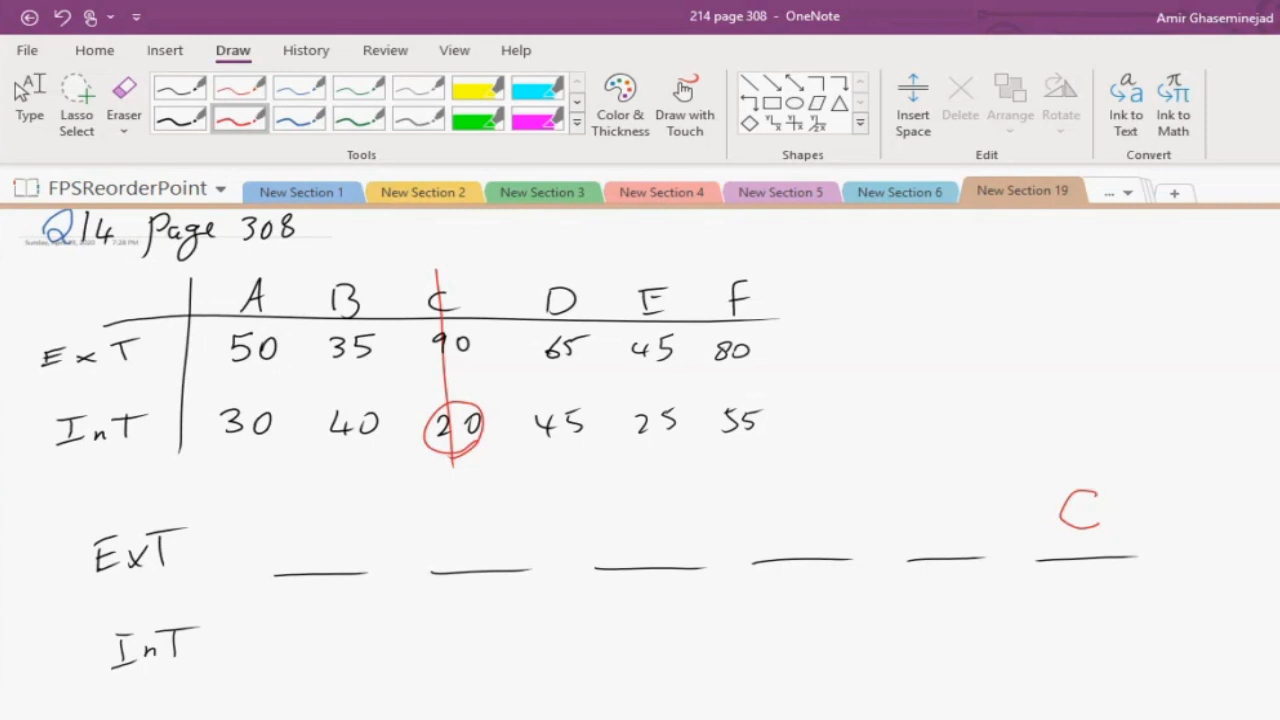 214 page 308 - OneNote
Amir Ghaseminejad
File Home Insert Draw History Review View Help
Type
Lasso Select
Eraser
Color & Thickness
Draw with Touch
Insert Space
Delete
Arrange
Rotate
Ink to Text
Ink to Math
Tools
Shapes
Edit
Convert
FPSReorderPoint
New Section 1 New Section 2 New Section 3 New Section 4 New Section 5 New Section 6 New Section 19 ...
Q14 Page 308
7:28 PM
A B C D E F
ExT 50 35 90 65 45 80
InT 30 40 20 45 25 55
C
ExT
InT